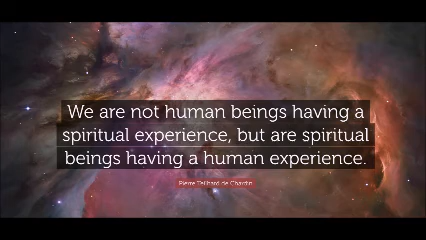 We are not human beings having a
spiritual experience, but are spiritual
beings having a human experience.
Pierre Teilhard de Chardin